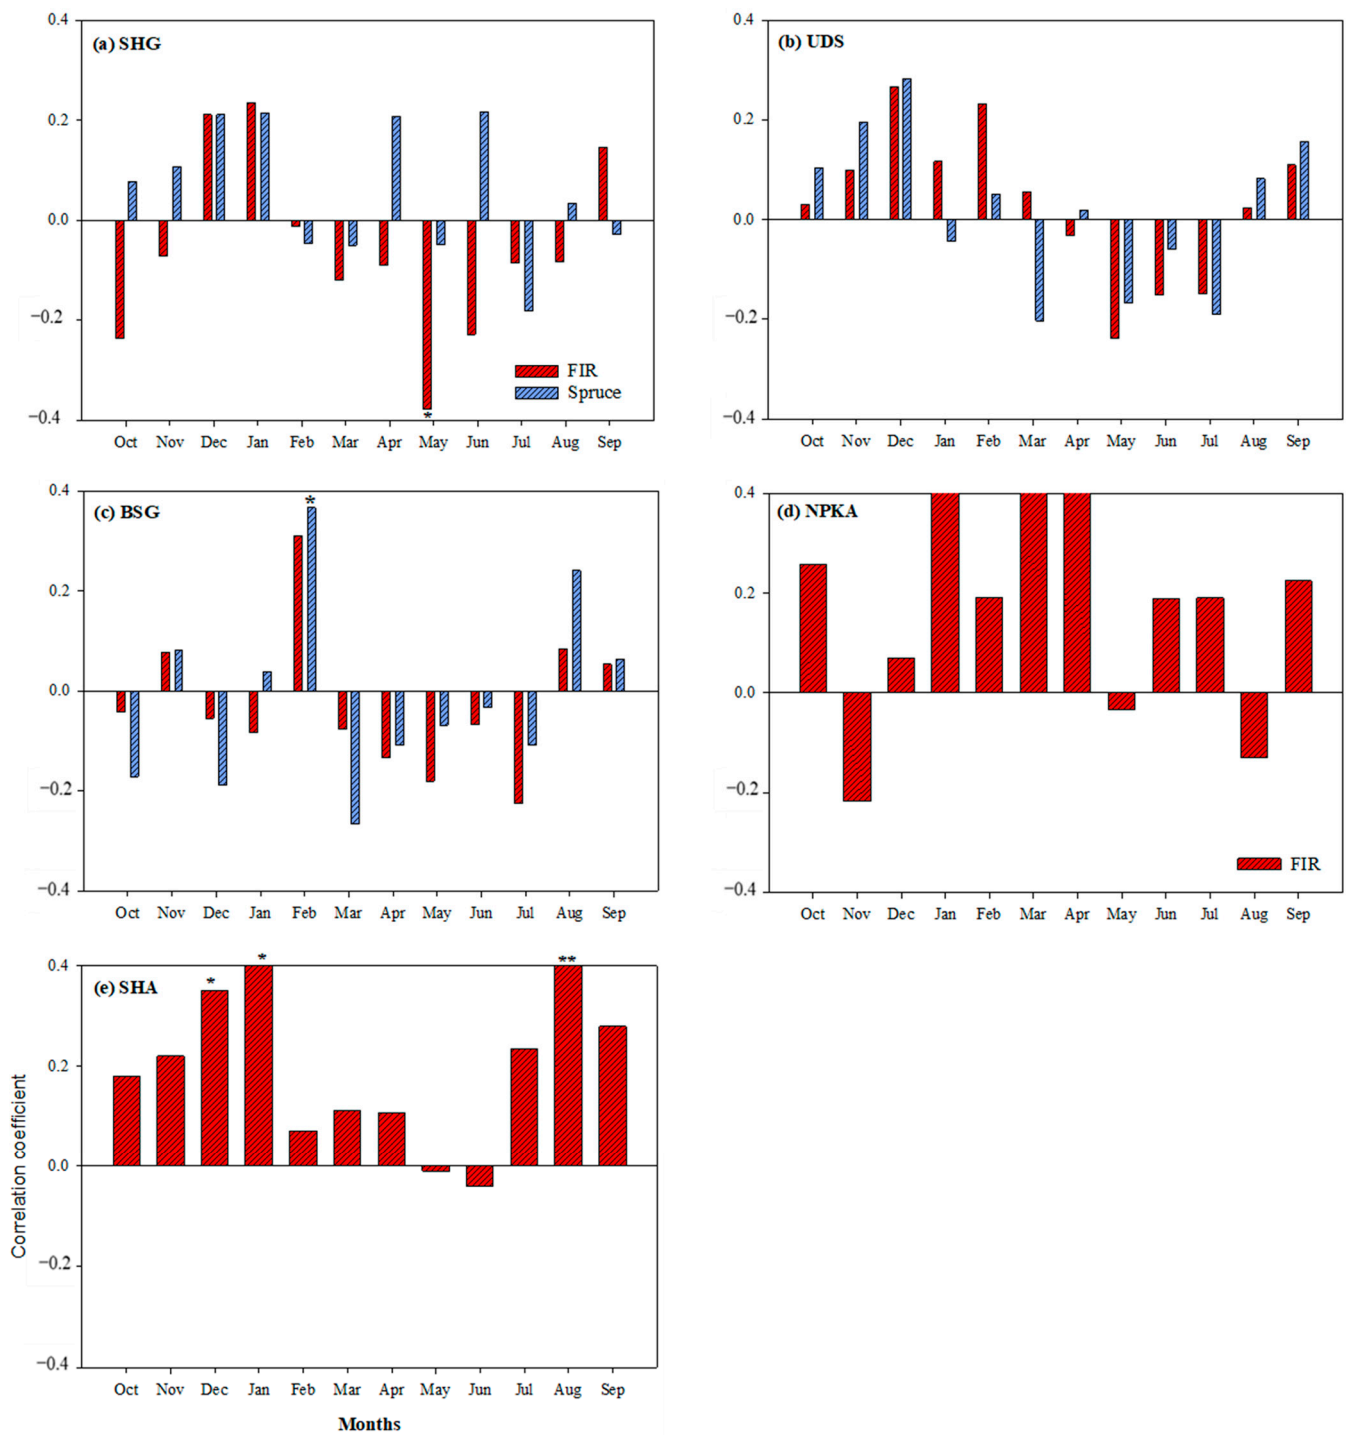 (a) SHG
0.4
0.2
0.0
−0.2
−0.4
FIR
Spruce
*
Oct Nov Dec Jan Feb Mar Apr May Jun Jul Aug Sep
(b) UDS
0.4
0.2
0.0
−0.2
−0.4
Oct Nov Dec Jan Feb Mar Apr May Jun Jul Aug Sep
(c) BSG
*
0.4
0.2
0.0
−0.2
−0.4
Oct Nov Dec Jan Feb Mar Apr May Jun Jul Aug Sep
(d) NPKA
0.4
0.2
0.0
−0.2
−0.4
FIR
Oct Nov Dec Jan Feb Mar Apr May Jun Jul Aug Sep
(e) SHA
* * **
0.4
0.2
0.0
−0.2
−0.4
Correlation coefficient
Oct Nov Dec Jan Feb Mar Apr May Jun Jul Aug Sep
Months